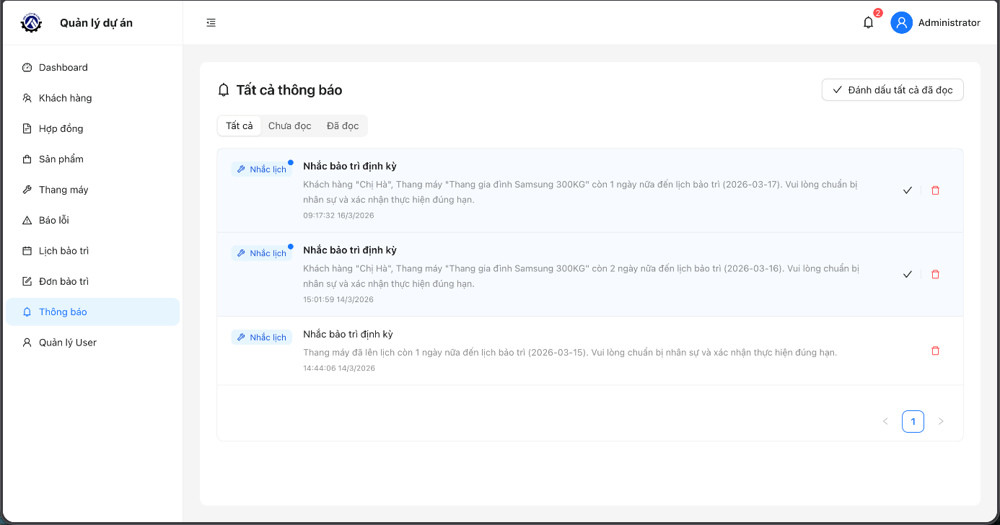 Quản lý dự án
2
Administrator
Dashboard
Khách hàng
Hợp đồng
Sản phẩm
Thang máy
Báo lỗi
Lịch bảo trì
Đơn bảo trì
Thông báo
Quản lý User
Tất cả thông báo
Đánh dấu tất cả đã đọc
Tất cả
Chưa đọc
Đã đọc
Nhắc lịch
Nhắc bảo trì định kỳ
Khách hàng "Chị Hà", Thang máy "Thang gia đình Samsung 300KG" còn 1 ngày nữa đến lịch bảo trì (2026-03-17). Vui lòng chuẩn bị
nhân sự và xác nhận thực hiện đúng hạn.
09:17:32 16/3/2026
Nhắc lịch
Nhắc bảo trì định kỳ
Khách hàng "Chị Hà", Thang máy "Thang gia đình Samsung 300KG" còn 2 ngày nữa đến lịch bảo trì (2026-03-16). Vui lòng chuẩn bị
nhân sự và xác nhận thực hiện đúng hạn.
15:01:59 14/3/2026
Nhắc lịch
Nhắc bảo trì định kỳ
Thang máy đã lên lịch còn 1 ngày nữa đến lịch bảo trì (2026-03-15). Vui lòng chuẩn bị nhân sự và xác nhận thực hiện đúng hạn.
14:44:06 14/3/2026
1